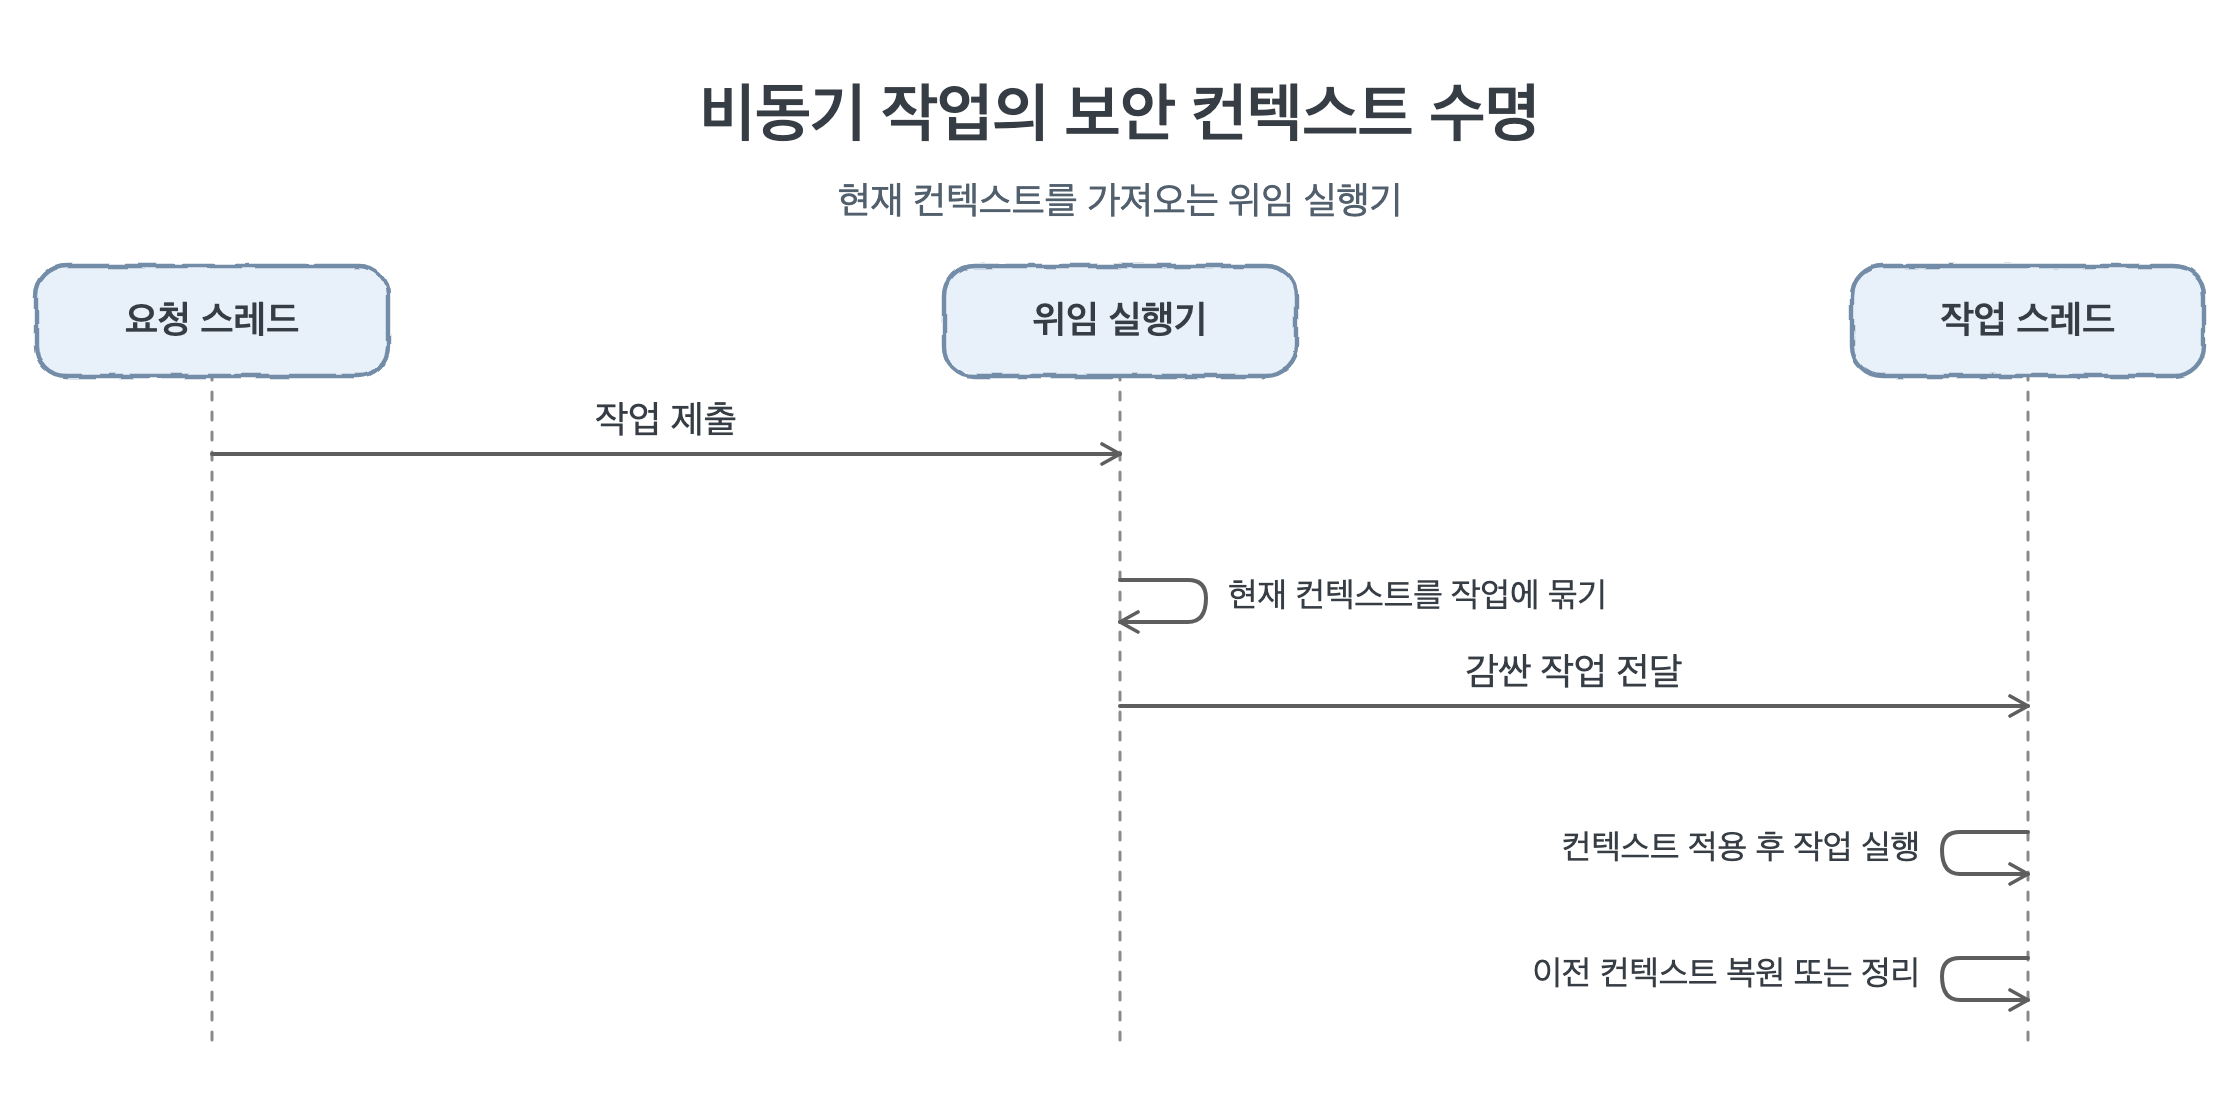 비동기 작업의 보안 컨텍스트 수명
현재 컨텍스트를 가져오는 위임 실행기
요청 스레드
위임 실행기
작업 스레드
작업 제출
현재 컨텍스트를 작업에 묶기
감싼 작업 전달
컨텍스트 적용 후 작업 실행
이전 컨텍스트 복원 또는 정리